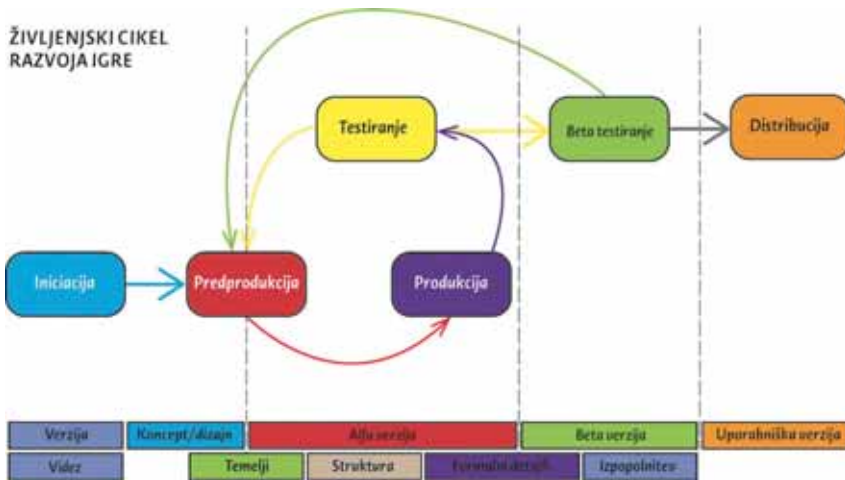 ŽIVLJENJSKI CIKEL
RAZVOJA IGRE
Testiranje
Beta testiranje
Distribucija
Iniciacija
Predprodukcija
Produkcija
Verzija
Koncept/dizajn
Alfa verzija
Beta verzija
Uporabniška verzija
Videz
Temelji
Struktura
Formalni detajli
Izpopolnitev